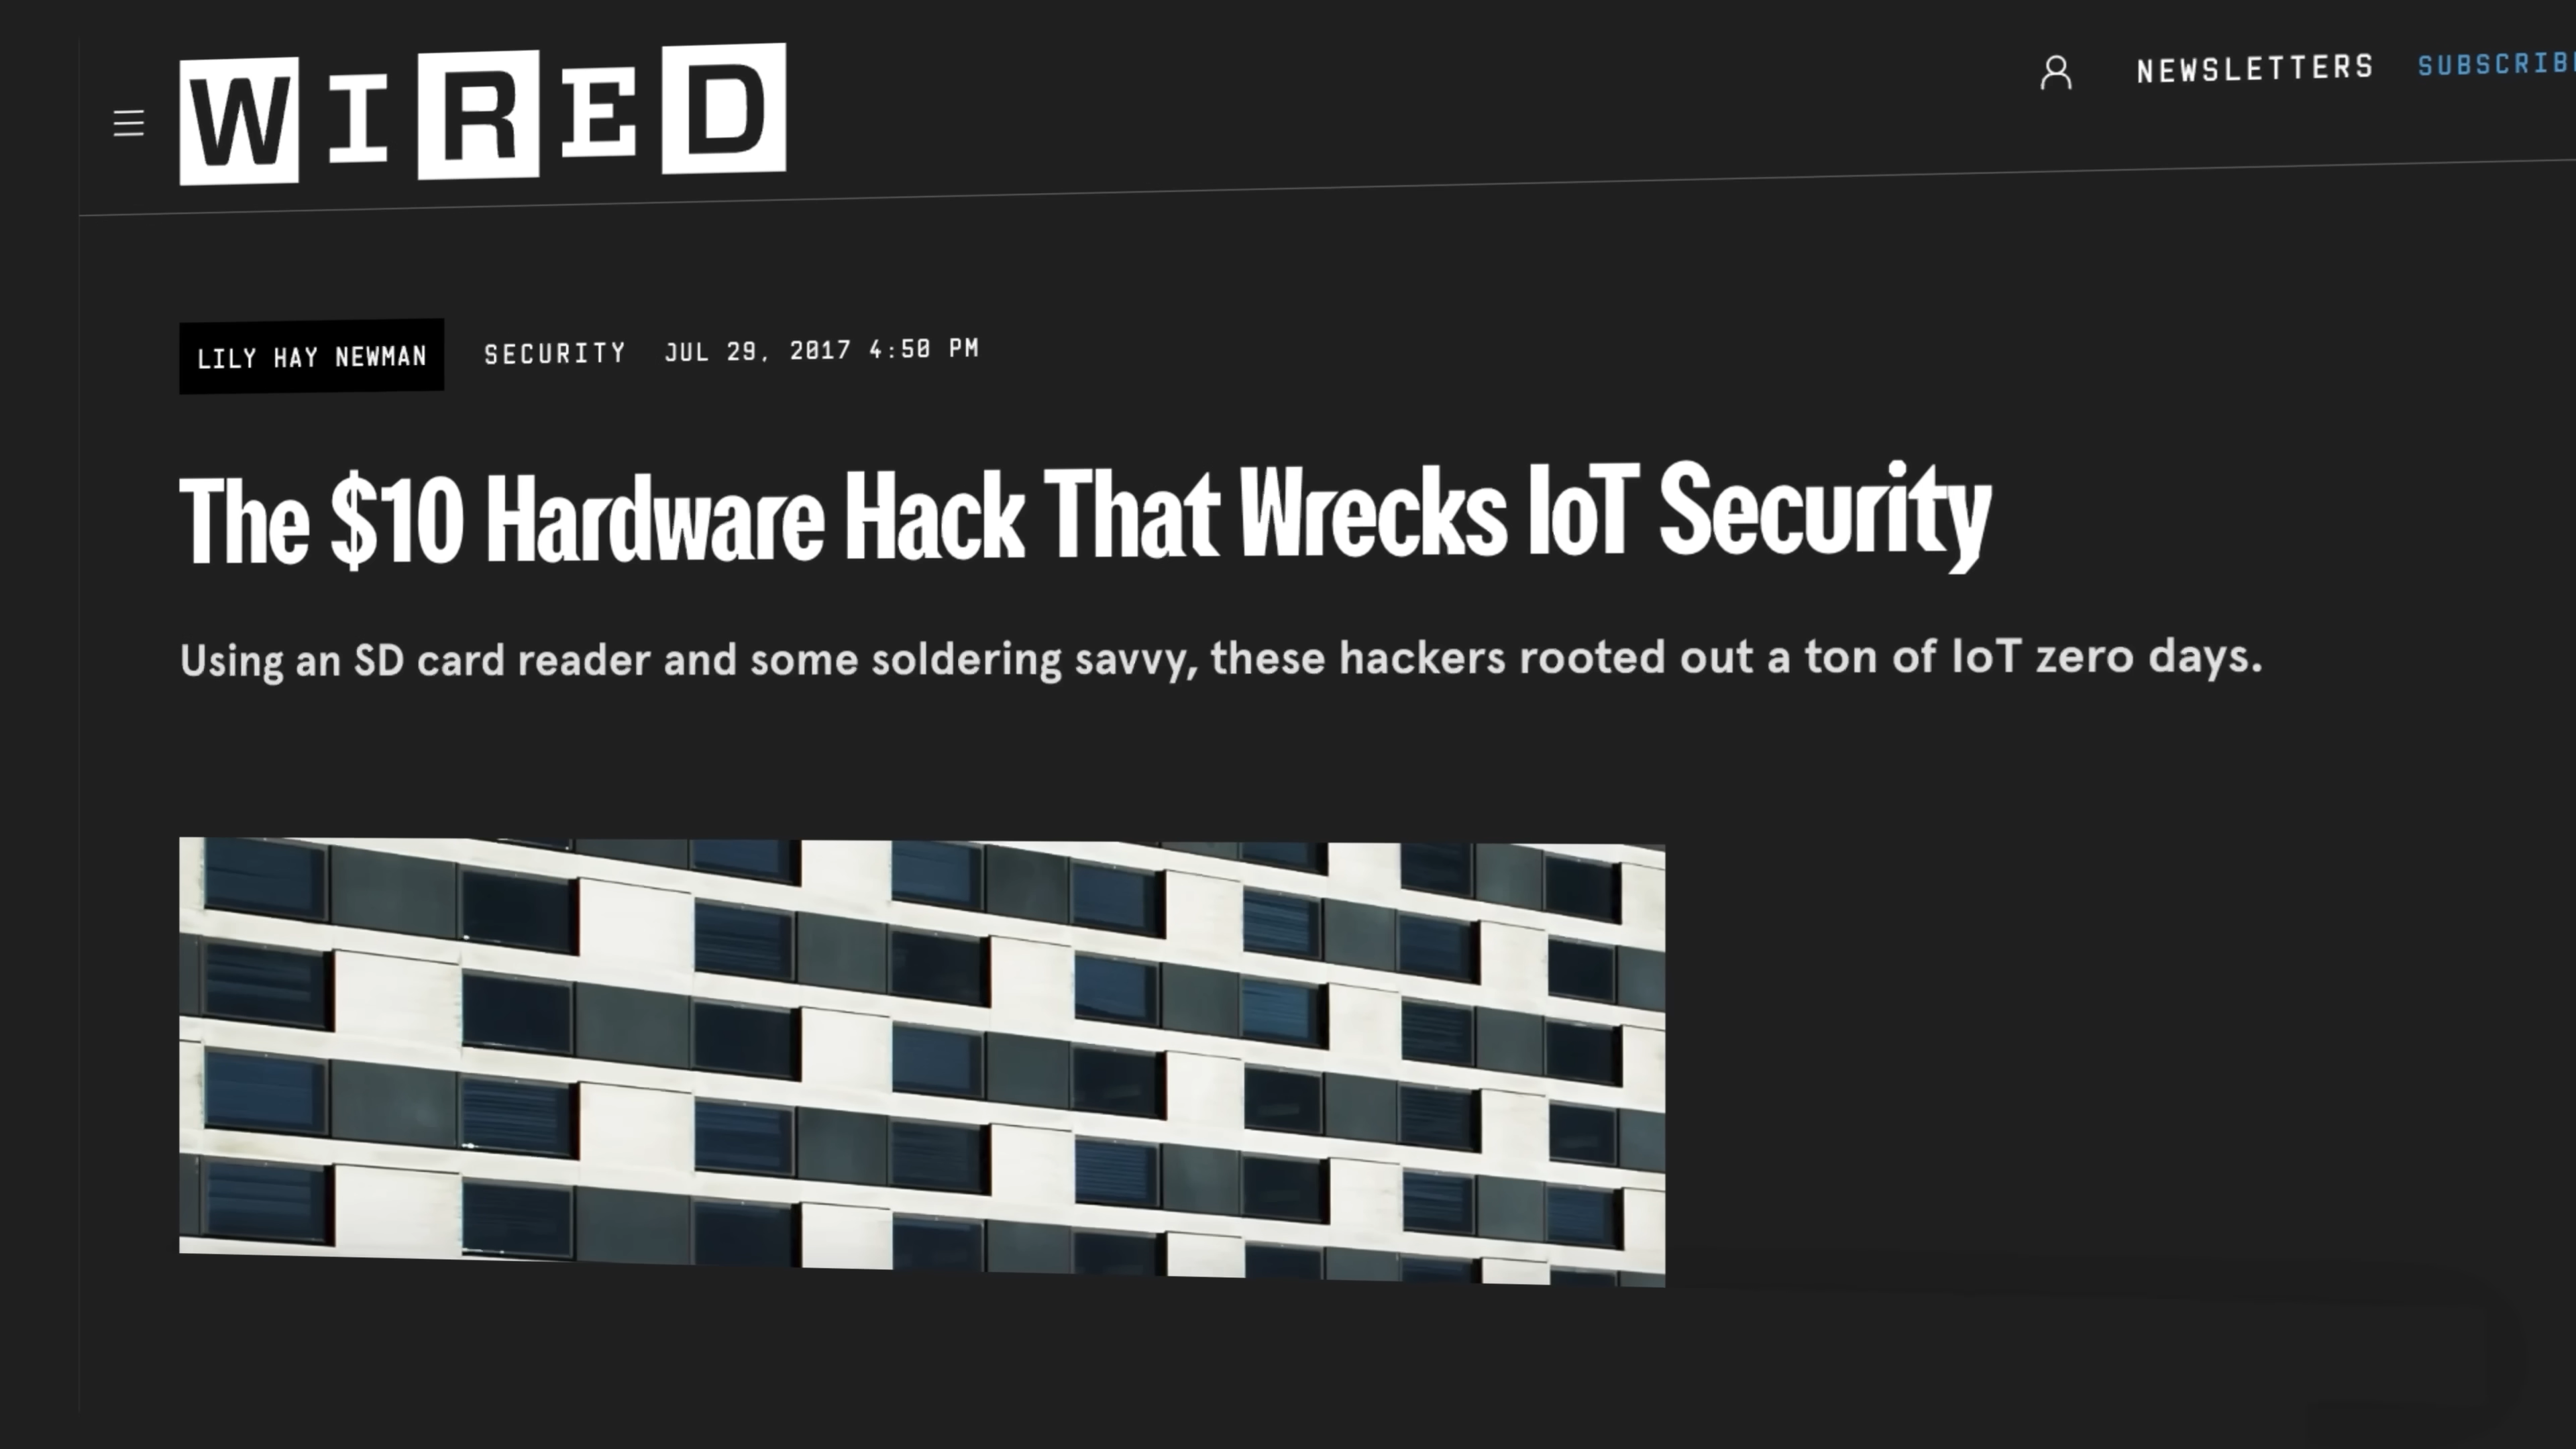 WIRED
NEWSLETTERS SUBSCRIBE
LILY HAY NEWMAN SECURITY JUL 29, 2017 4:50 PM
The $10 Hardware Hack That Wrecks IoT Security
Using an SD card reader and some soldering savvy, these hackers rooted out a ton of IoT zero days.